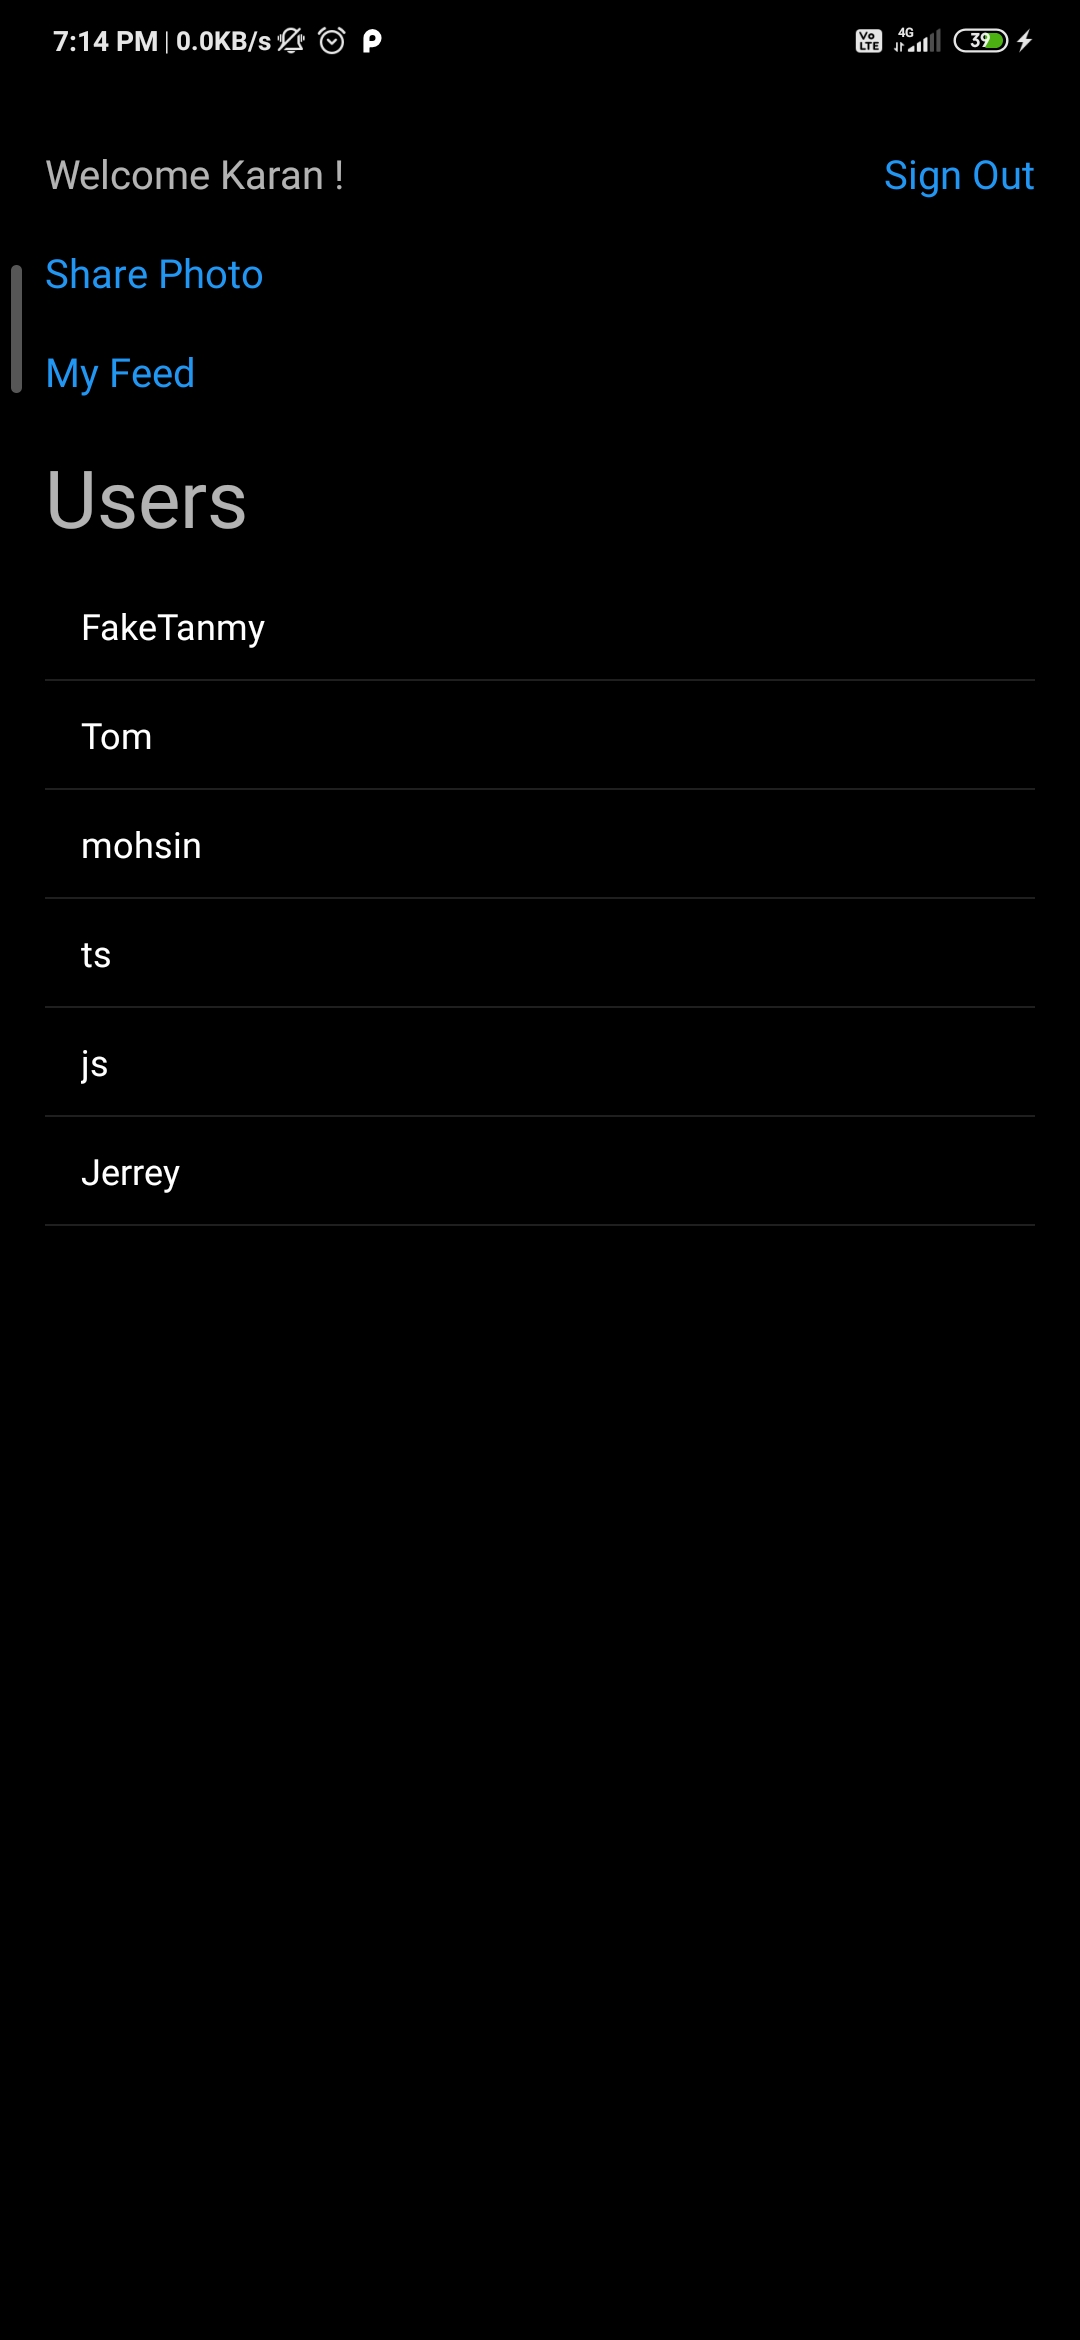 7:14 PM | 0.0KB/s Vo LTE 4G 39
Welcome Karan ! Sign Out
Share Photo
My Feed
Users
FakeTanmy
Tom
mohsin
ts
js
Jerrey